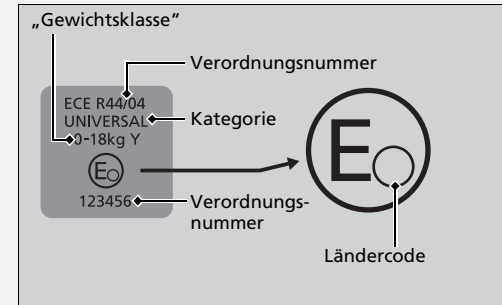 „Gewichtsklasse“
Verordnungsnummer
ECE R44/04
UNIVERSAL
Kategorie
0-18kg Y
E
E
123456
Verordnungs-
nummer
Ländercode